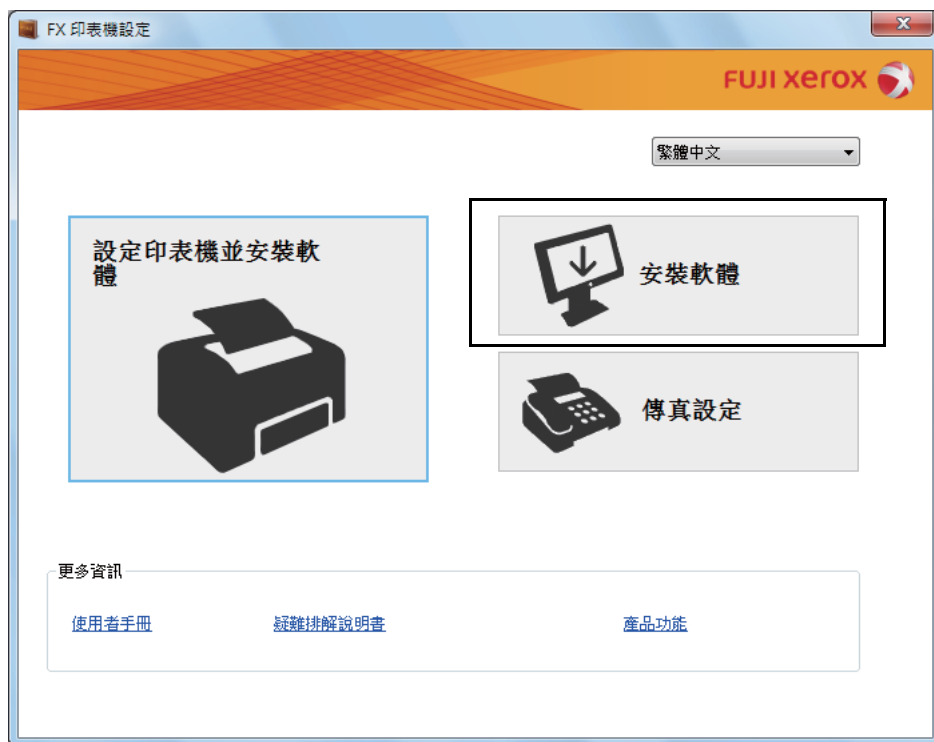 FX 印表機設定
FUJI xerox
繁體中文
設定印表機並安裝軟
體
安裝軟體
傳真設定
更多資訊
使用者手冊
疑難排解說明書
產品功能